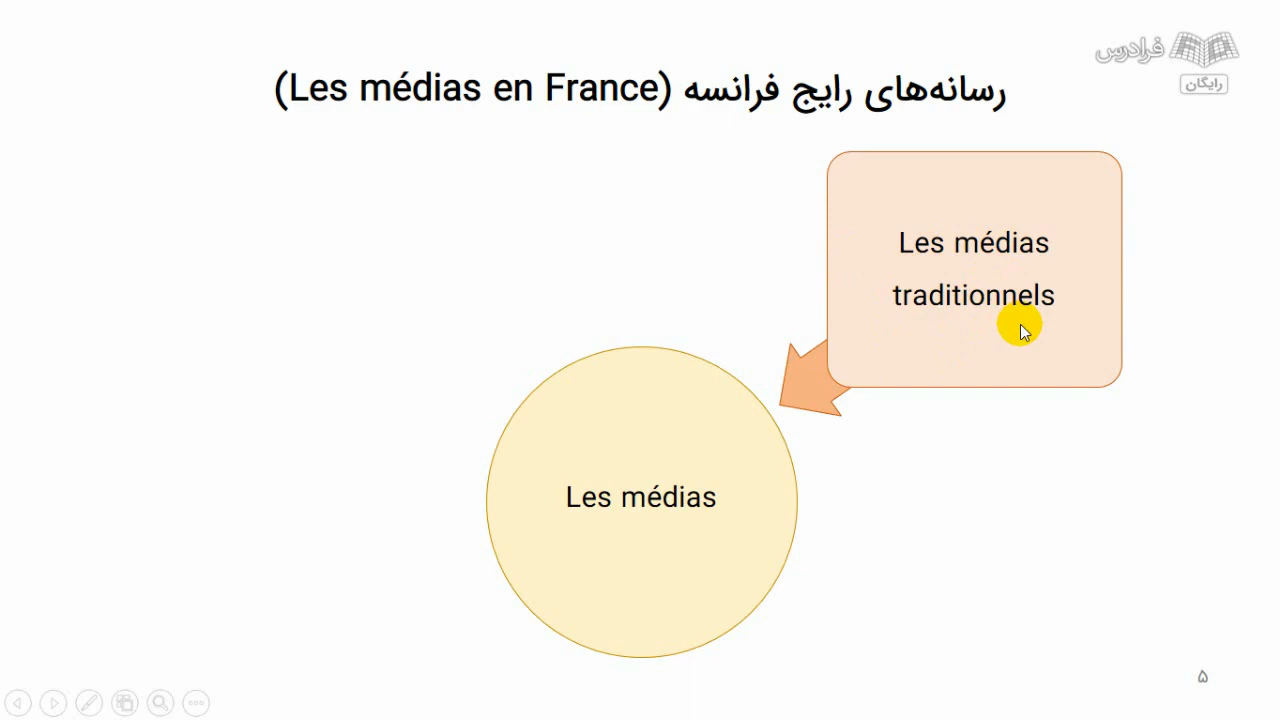 فرادرس
رایگان
رسانه‌های رایج فرانسه (Les médias en France)
Les médias
traditionnels
Les médias
۵